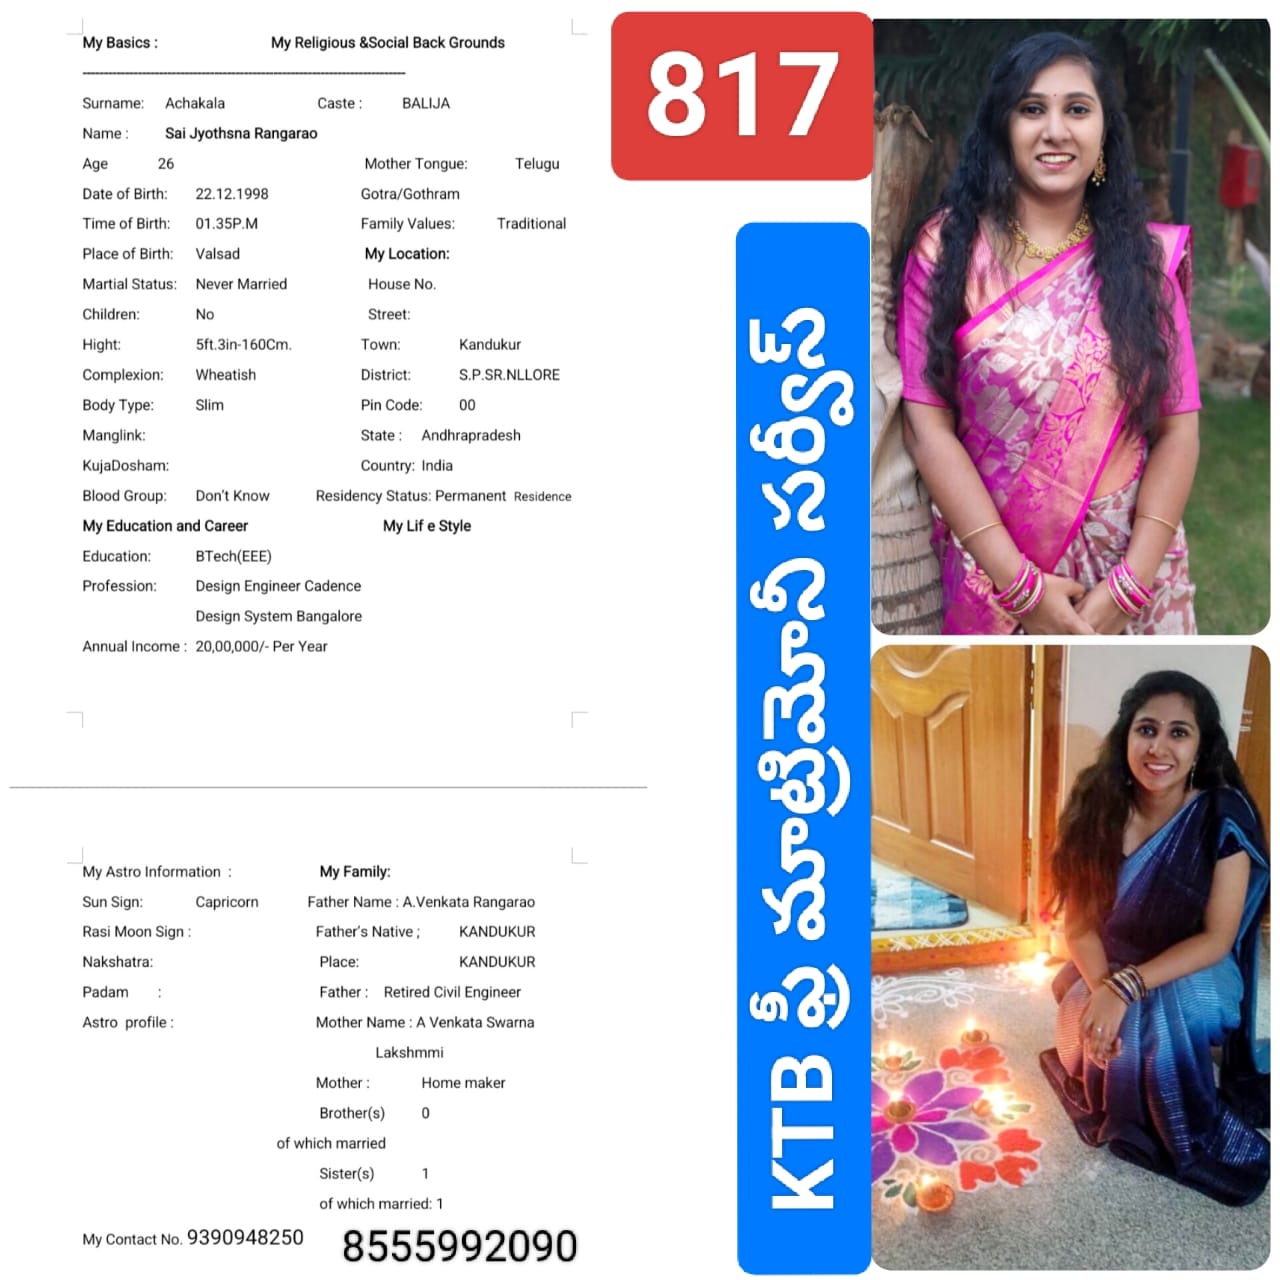 My Basics : My Religious &Social Back Grounds
Surname: Achakala Caste : BALIJA
Name : Sai Jyothsna Rangarao
Age 26 Mother Tongue: Telugu
Date of Birth: 22.12.1998 Gotra/Gothram
Time of Birth: 01.35P.M Family Values: Traditional
Place of Birth: Valsad My Location:
Martial Status: Never Married House No.
Children: No Street:
Hight: 5ft.3in-160Cm. Town: Kandukur
Complexion: Wheatish District: S.P.SR.NLLORE
Body Type: Slim Pin Code: 00
Manglink: State : Andhrapradesh
KujaDosham: Country: India
Blood Group: Don't Know Residency Status: Permanent Residence
My Education and Career My Lif e Style
Education: BTech(EEE)
Profession: Design Engineer Cadence
Design System Bangalore
Annual Income : 20,00,000/- Per Year
My Astro Information : My Family:
Sun Sign: Capricorn Father Name : A.Venkata Rangarao
Rasi Moon Sign : Father's Native ; KANDUKUR
Nakshatra: Place: KANDUKUR
Padam : Father : Retired Civil Engineer
Astro profile : Mother Name : A Venkata Swarna
Lakshmmi
Mother : Home maker
Brother(s) 0
of which married
Sister(s) 1
of which married: 1
My Contact No. 9390948250 8555992090
817
KTB ఫ్రీ మాట్రిమోనీ సర్వీస్